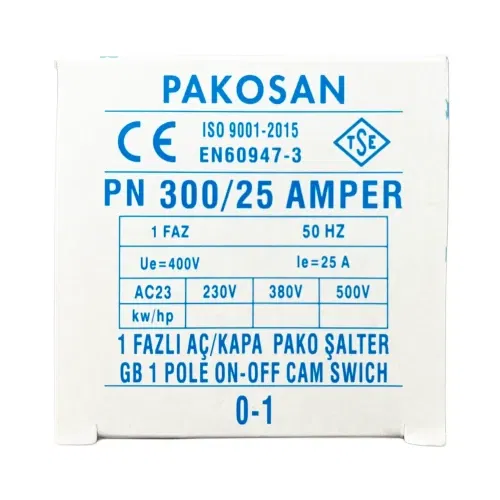 PAKOSAN
CE ISO 9001-2015
EN60947-3
TSE
PN 300/25 AMPER
1 FAZ 50 HZ
Ue=400V Ie=25 A
AC23 230V 380V 500V
kw/hp
1 FAZLI AÇ/KAPA PAKO ŞALTER
GB 1 POLE ON-OFF CAM SWICH
0-1